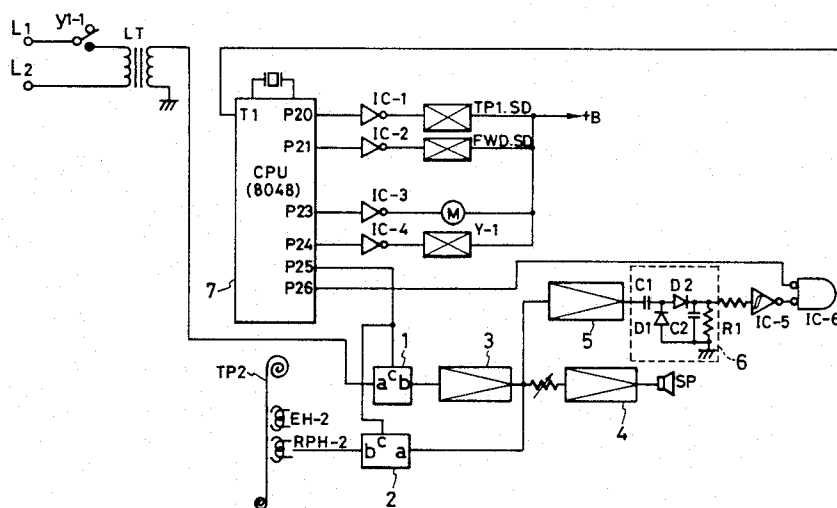 L1
y1-1
LT
L2
T1
P20
IC-1
TP1.SD
+B
P21
IC-2
FWD.SD
CPU
(8048)
P23
IC-3
M
P24
IC-4
Y-1
P25
P26
7
C1
D2
D1
C2
R1
IC-5
IC-6
5
6
1
3
a
c
b
SP
4
TP2
EH-2
RPH-2
b
c
a
2